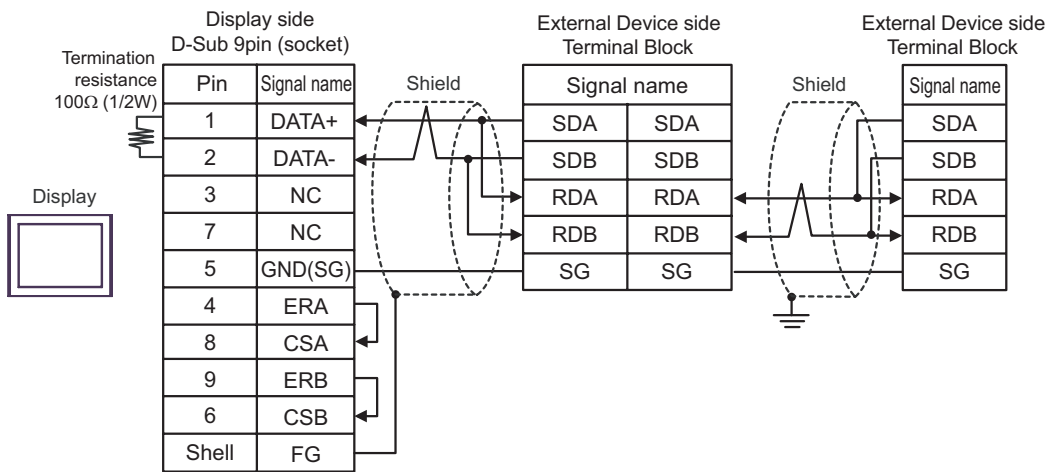 Display side
D-Sub 9pin (socket)
External Device side
Terminal Block
External Device side
Terminal Block
Termination
resistance
100Ω (1/2W)
Pin Signal name
Shield
Signal name
Shield
Signal name
1 DATA+
SDA SDA
SDA
2 DATA-
SDB SDB
SDB
Display
3 NC
RDA RDA
RDA
7 NC
RDB RDB
RDB
5 GND(SG)
SG SG
SG
4 ERA
8 CSA
9 ERB
6 CSB
Shell FG